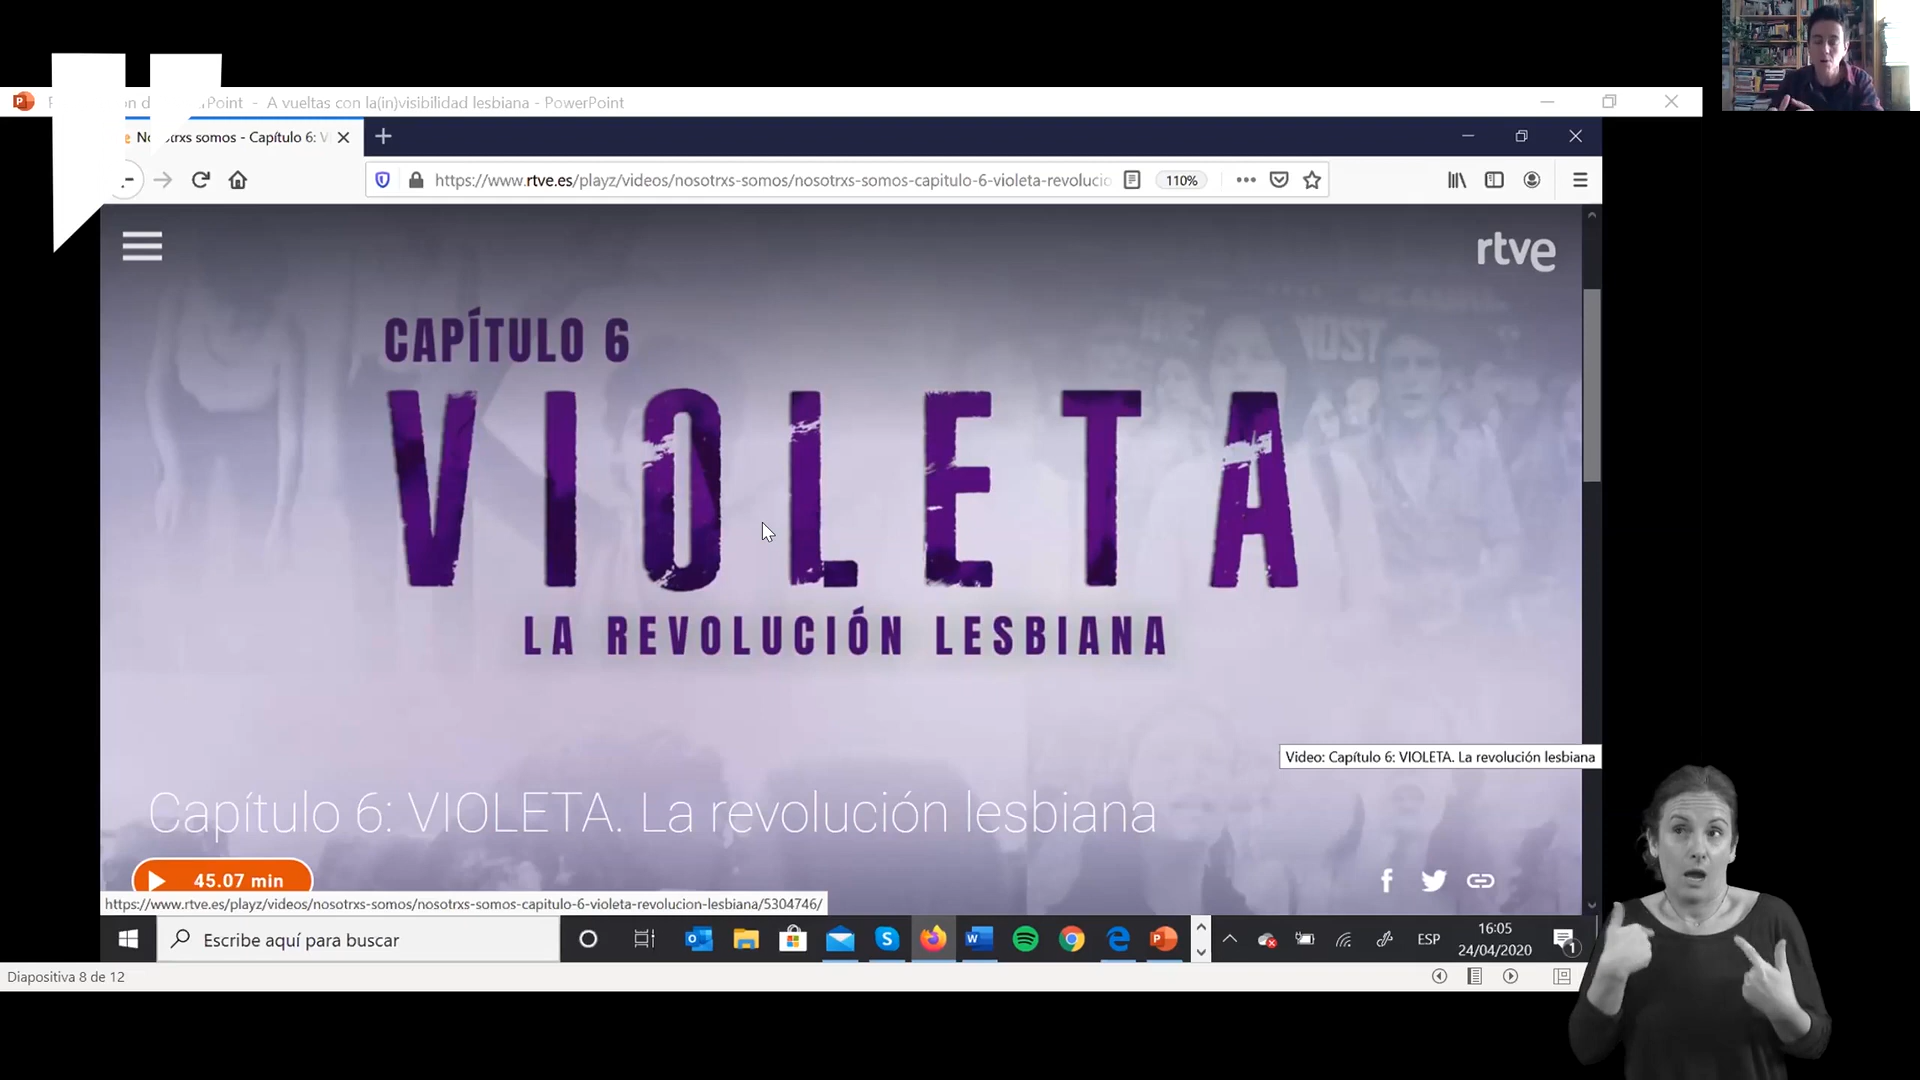 A vueltas con la(in)visibilidad lesbiana - PowerPoint
somos - Capítulo 6:
https://www.rtve.es/playz/videos/nosotrxs-somos/nosotrxs-somos-capitulo-6-violeta-revolucio
110%
rtve
CAPÍTULO 6
VIOLETA
LA REVOLUCIÓN LESBIANA
Video: Capítulo 6: VIOLETA. La revolución lesbiana
Capítulo 6: VIOLETA. La revolución lesbiana
45.07 min
https://www.rtve.es/playz/videos/nosotrxs-somos/nosotrxs-somos-capitulo-6-violeta-revolucion-lesbiana/5304746/
Escribe aquí para buscar
ESP
16:05
24/04/2020
1
Diapositiva 8 de 12